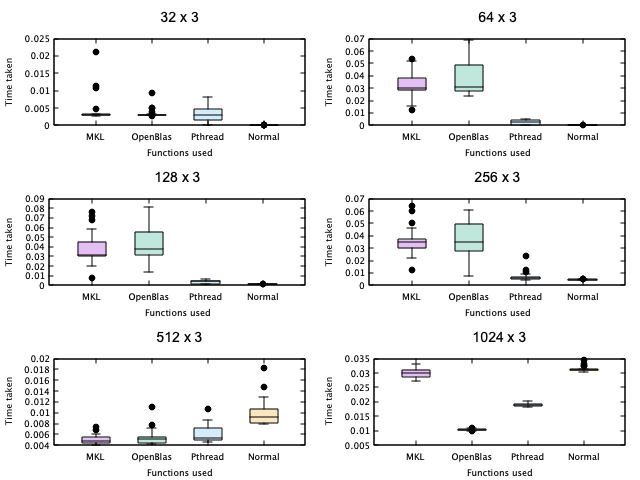 32 x 3
Time taken
0.025
0.02
0.015
0.01
0.005
0
MKL OpenBlas Pthread Normal
Functions used
64 x 3
Time taken
0.07
0.06
0.05
0.04
0.03
0.02
0.01
0
MKL OpenBlas Pthread Normal
Functions used
128 x 3
Time taken
0.09
0.08
0.07
0.06
0.05
0.04
0.03
0.02
0.01
0
MKL OpenBlas Pthread Normal
Functions used
256 x 3
Time taken
0.07
0.06
0.05
0.04
0.03
0.02
0.01
0
MKL OpenBlas Pthread Normal
Functions used
512 x 3
Time taken
0.02
0.018
0.016
0.014
0.012
0.01
0.008
0.006
0.004
MKL OpenBlas Pthread Normal
Functions used
1024 x 3
Time taken
0.035
0.03
0.025
0.02
0.015
0.01
0.005
MKL OpenBlas Pthread Normal
Functions used